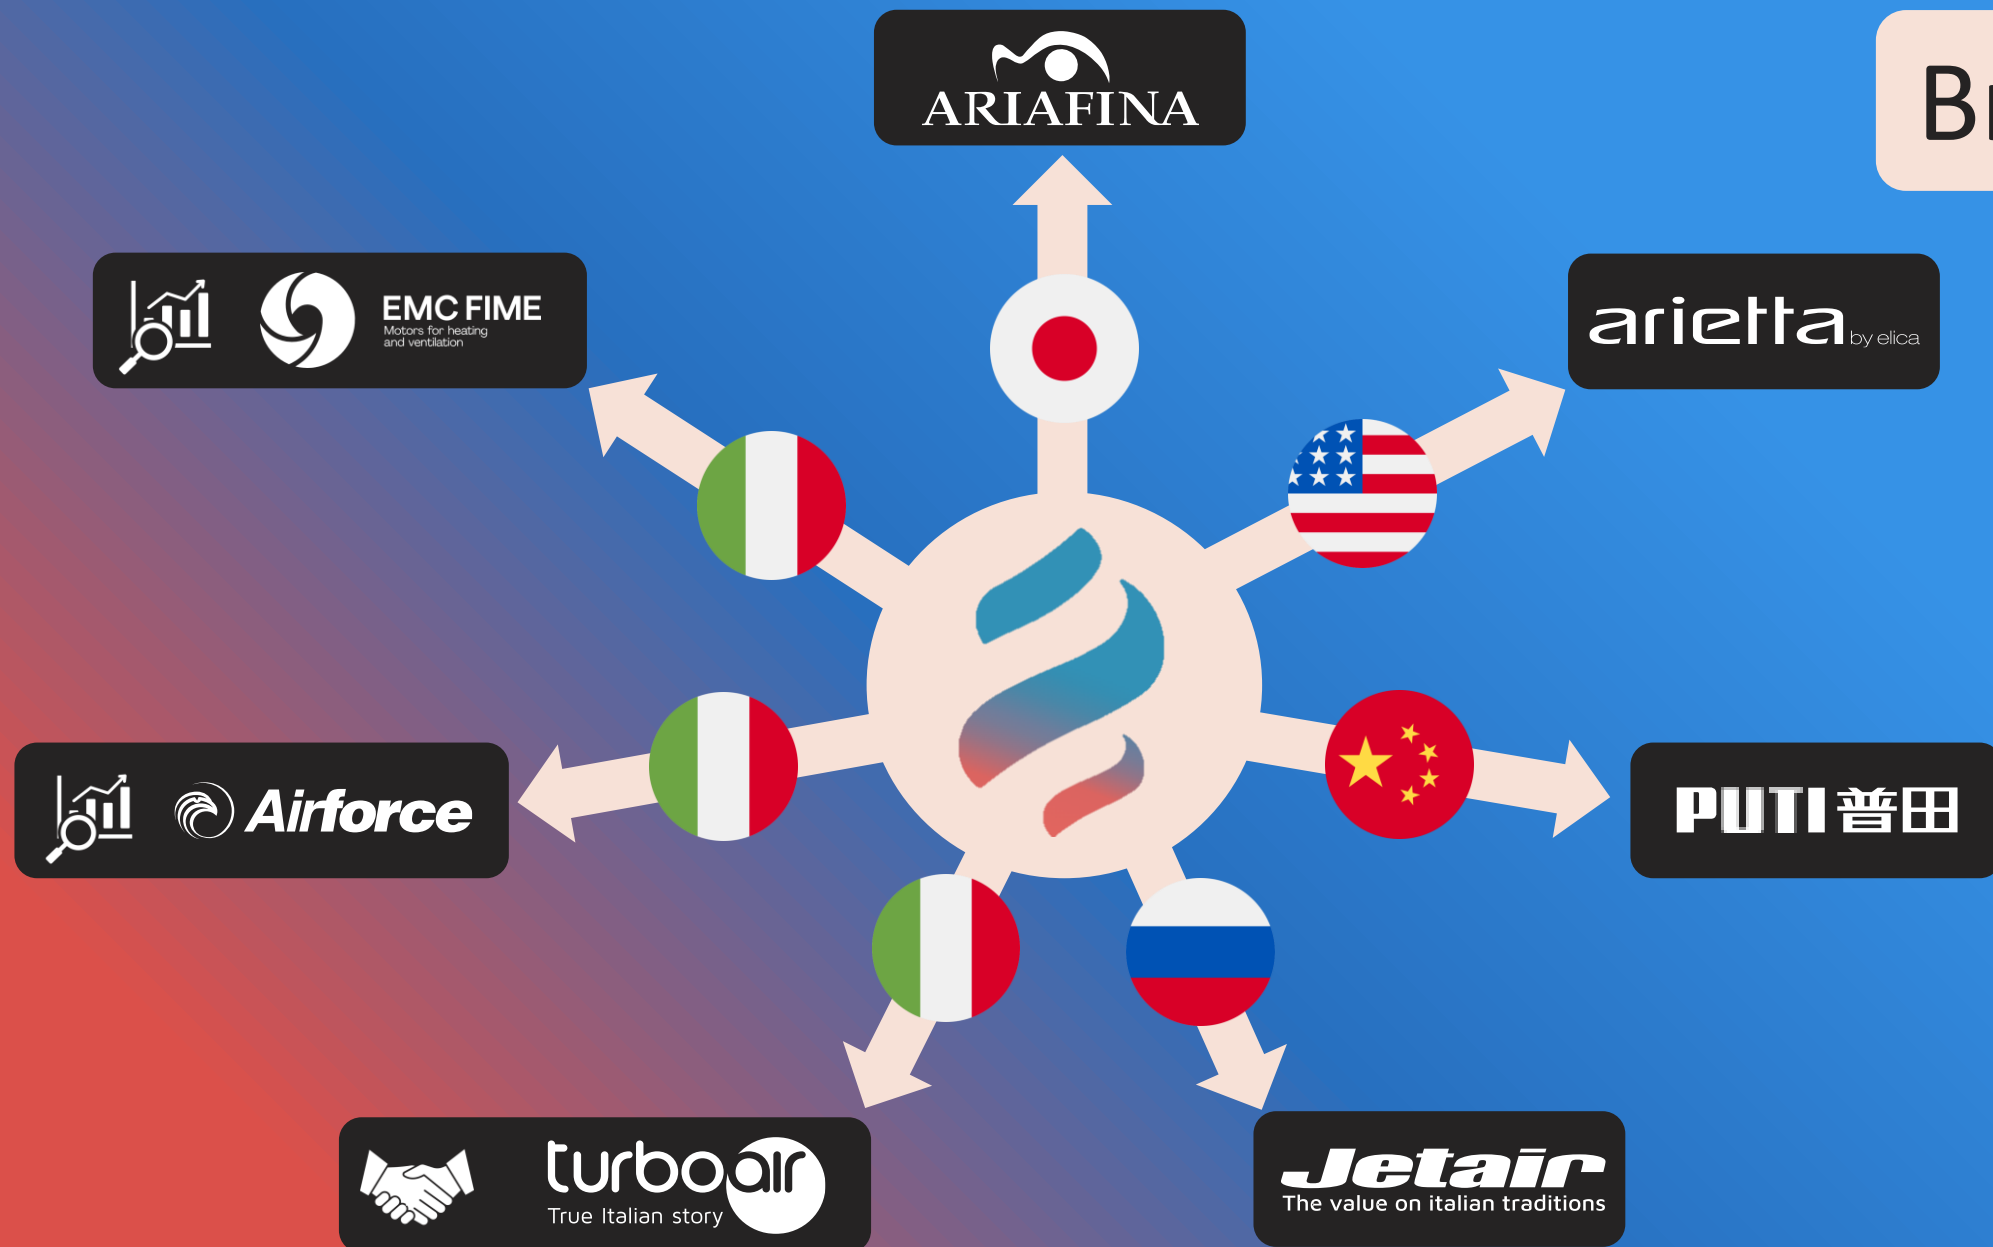 ARIAFINA
EMC FIME
Motors for heating
and ventilation
arietta by elica
Airforce
PUTI 普田
turboair
True Italian story
Jetair
The value on italian traditions